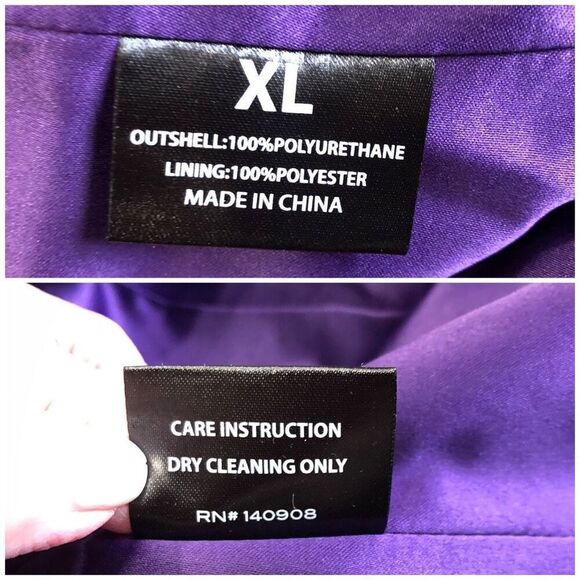 XL
OUTSHELL:100%POLYURETHANE
LINING:100%POLYESTER
MADE IN CHINA
CARE INSTRUCTION
DRY CLEANING ONLY
RN# 140908